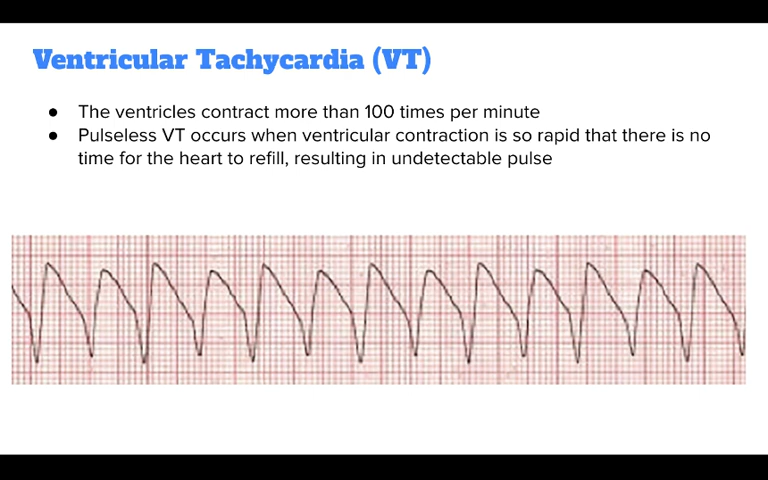 Ventricular Tachycardia (VT)
● The ventricles contract more than 100 times per minute
● Pulseless VT occurs when ventricular contraction is so rapid that there is no
time for the heart to refill, resulting in undetectable pulse